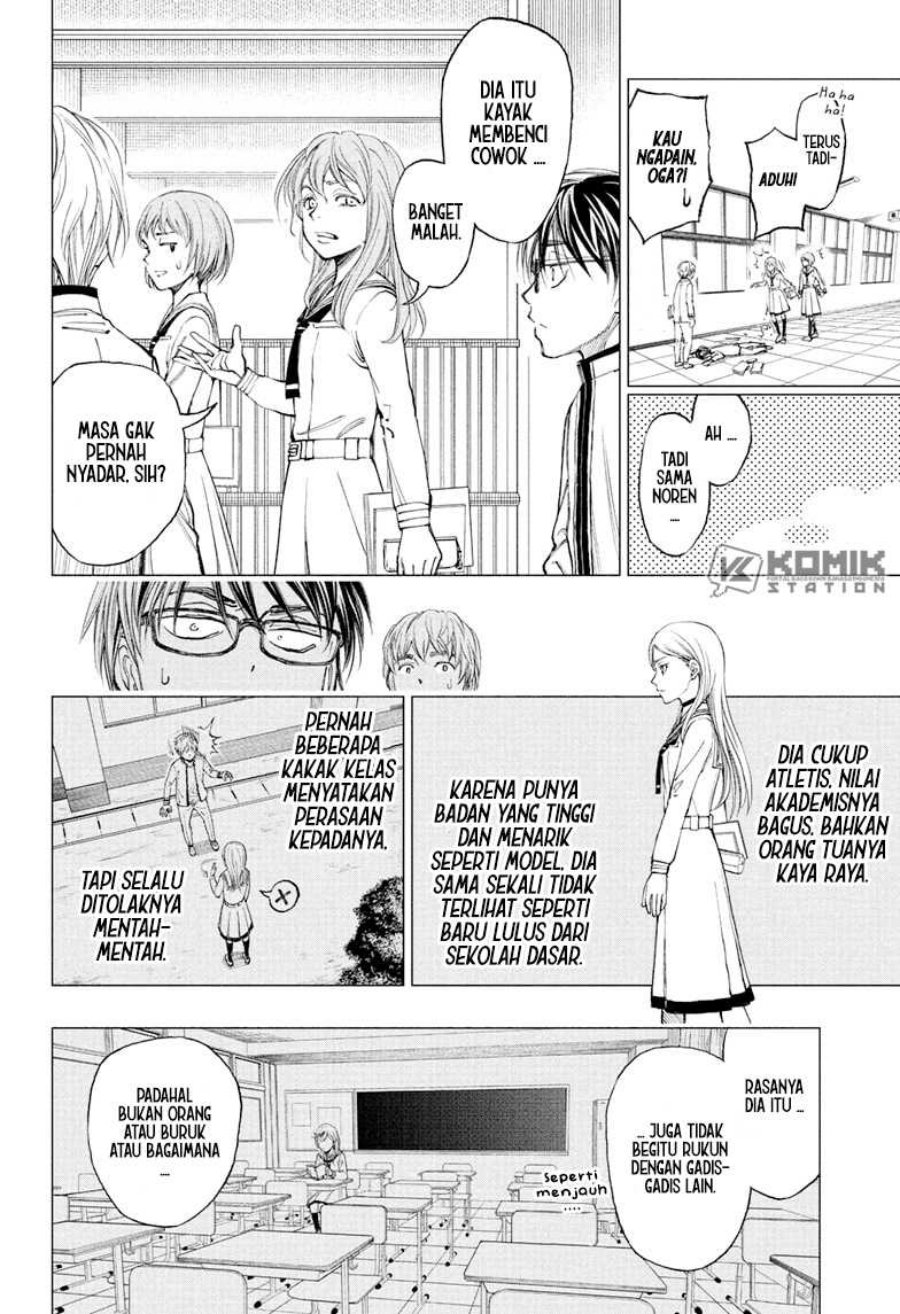 Ha ha
ha!
TERUS
TADI-
ADUH!
KAU
NGAPAIN,
OGA?!
AH ....
TADI
SAMA
NOREN
....
DIA ITU
KAYAK
MEMBENCI
COWOK ....
BANGET
MALAH.
MASA GAK
PERNAH
NYADAR, SIH?
KOMIK
STATION
DIA CUKUP
ATLETIS, NILAI
AKADEMISNYA
BAGUS, BAHKAN
ORANG TUANYA
KAYA RAYA.
KARENA PUNYA
BADAN YANG TINGGI
DAN MENARIK
SEPERTI MODEL, DIA
SAMA SEKALI TIDAK
TERLIHAT SEPERTI
BARU LULUS DARI
SEKOLAH DASAR.
PERNAH
BEBERAPA
KAKAK KELAS
MENYATAKAN
PERASAAN
KEPADANYA,
TAPI SELALU
DITOLAKNYA
MENTAH-
MENTAH.
RASANYA
DIA ITU ...
... JUGA TIDAK
BEGITU RUKUN
DENGAN GADIS-
GADIS LAIN.
Seperti
menjauh
....
PADAHAL
BUKAN ORANG
ATAU BURUK
ATAU BAGAIMANA
....